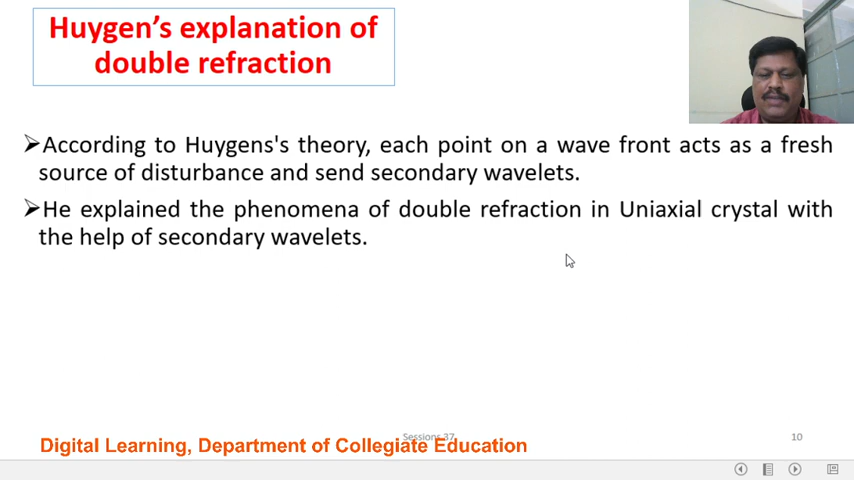 Huygen’s explanation of
double refraction
➢According to Huygens's theory, each point on a wave front acts as a fresh
source of disturbance and send secondary wavelets.
➢He explained the phenomena of double refraction in Uniaxial crystal with
the help of secondary wavelets.
Sessions 37
10
Digital Learning, Department of Collegiate Education